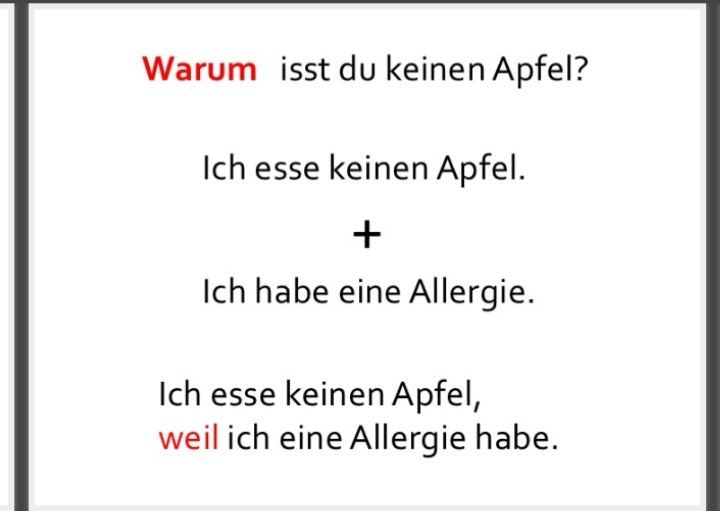 Warum isst du keinen Apfel?
Ich esse keinen Apfel.
+
Ich habe eine Allergie.
Ich esse keinen Apfel,
weil ich eine Allergie habe.